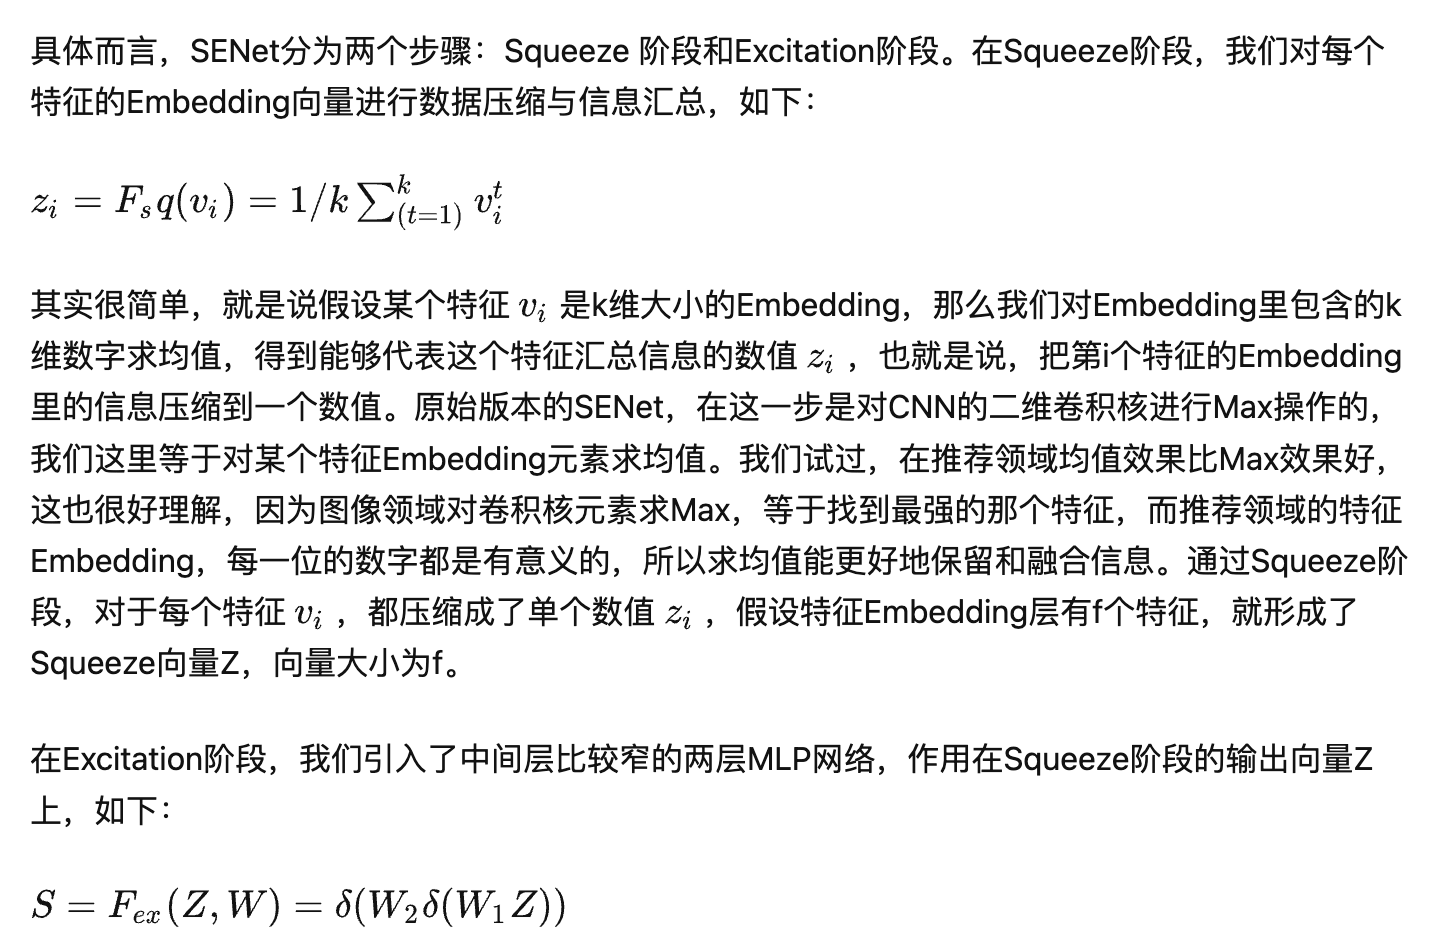 具体而言，SENet分为两个步骤：Squeeze 阶段和Excitation阶段。在Squeeze阶段，我们对每个
特征的Embedding向量进行数据压缩与信息汇总，如下：
z_i = F_s q(v_i) = 1/k ∑_{(t=1)}^k v_i^t
其实很简单，就是说假设某个特征 v_i 是k维大小的Embedding，那么我们对Embedding里包含的k
维数字求均值，得到能够代表这个特征汇总信息的数值 z_i ，也就是说，把第i个特征的Embedding
里的信息压缩到一个数值。原始版本的SENet，在这一步是对CNN的二维卷积核进行Max操作的，
我们这里等于对某个特征Embedding元素求均值。我们试过，在推荐领域均值效果比Max效果好，
这也很好理解，因为图像领域对卷积核元素求Max，等于找到最强的那个特征，而推荐领域的特征
Embedding，每一位的数字都是有意义的，所以求均值能更好地保留和融合信息。通过Squeeze阶
段，对于每个特征 v_i ，都压缩成了单个数值 z_i ，假设特征Embedding层有f个特征，就形成了
Squeeze向量Z，向量大小为f。
在Excitation阶段，我们引入了中间层比较窄的两层MLP网络，作用在Squeeze阶段的输出向量Z
上，如下：
S = F_{ex}(Z, W) = δ(W_2 δ(W_1 Z))